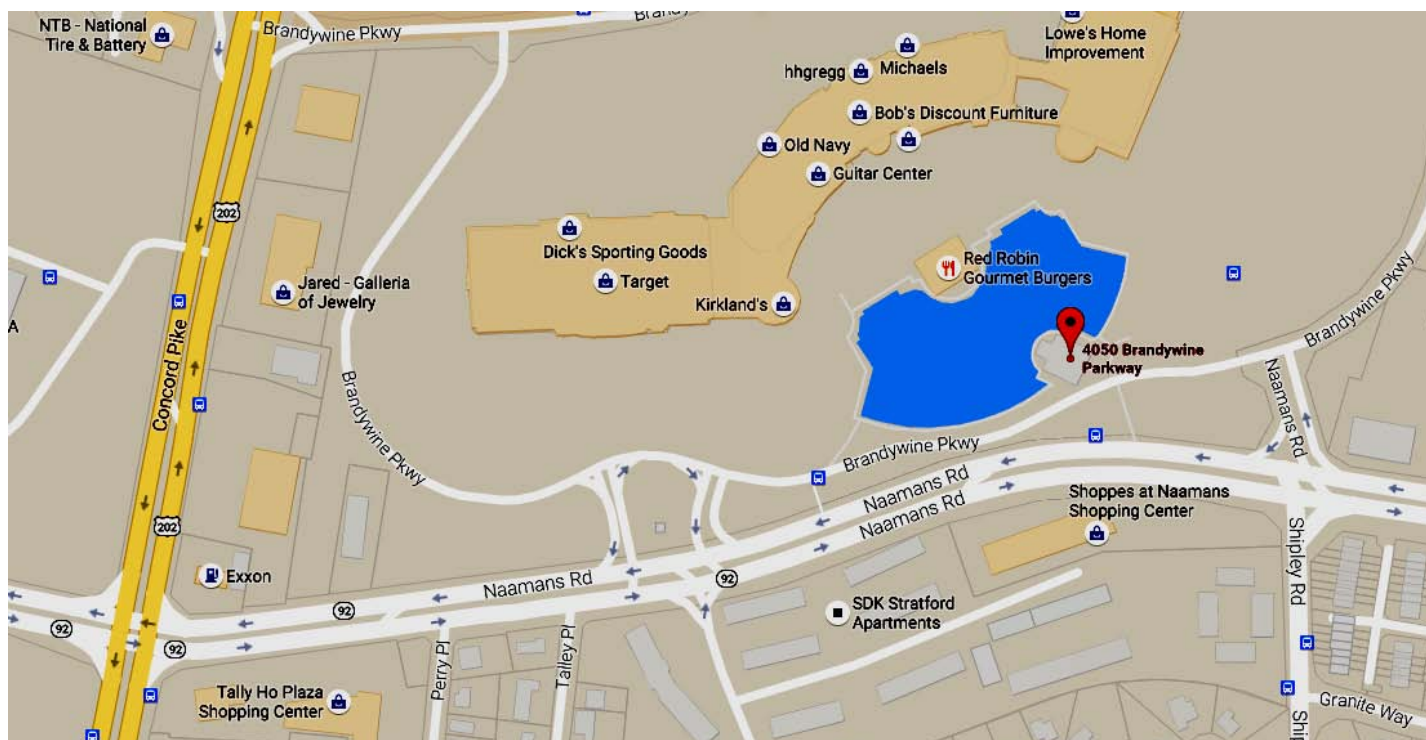 NTB - National
Tire & Battery
Brandywine Pkwy
Brandywine Pkwy
Lowe's Home
Improvement
Michaels
hhgregg
Bob's Discount Furniture
Old Navy
Guitar Center
202
Dick's Sporting Goods
Target
Kirkland's
Red Robin
Gourmet Burgers
Jared - Galleria
of Jewelry
A
Concord Pike
4050 Brandywine
Parkway
Brandywine Pkwy
Brandywine Pkwy
Naamans Rd
Brandywine Pkwy
Naamans Rd
Naamans Rd
Shoppes at Naamans
Shopping Center
202
Exxon
Naamans Rd
92
92
92
92
Shipley Rd
SDK Stratford
Apartments
Perry Pl
Talley Pl
Tally Ho Plaza
Shopping Center
Granite Way
Ship